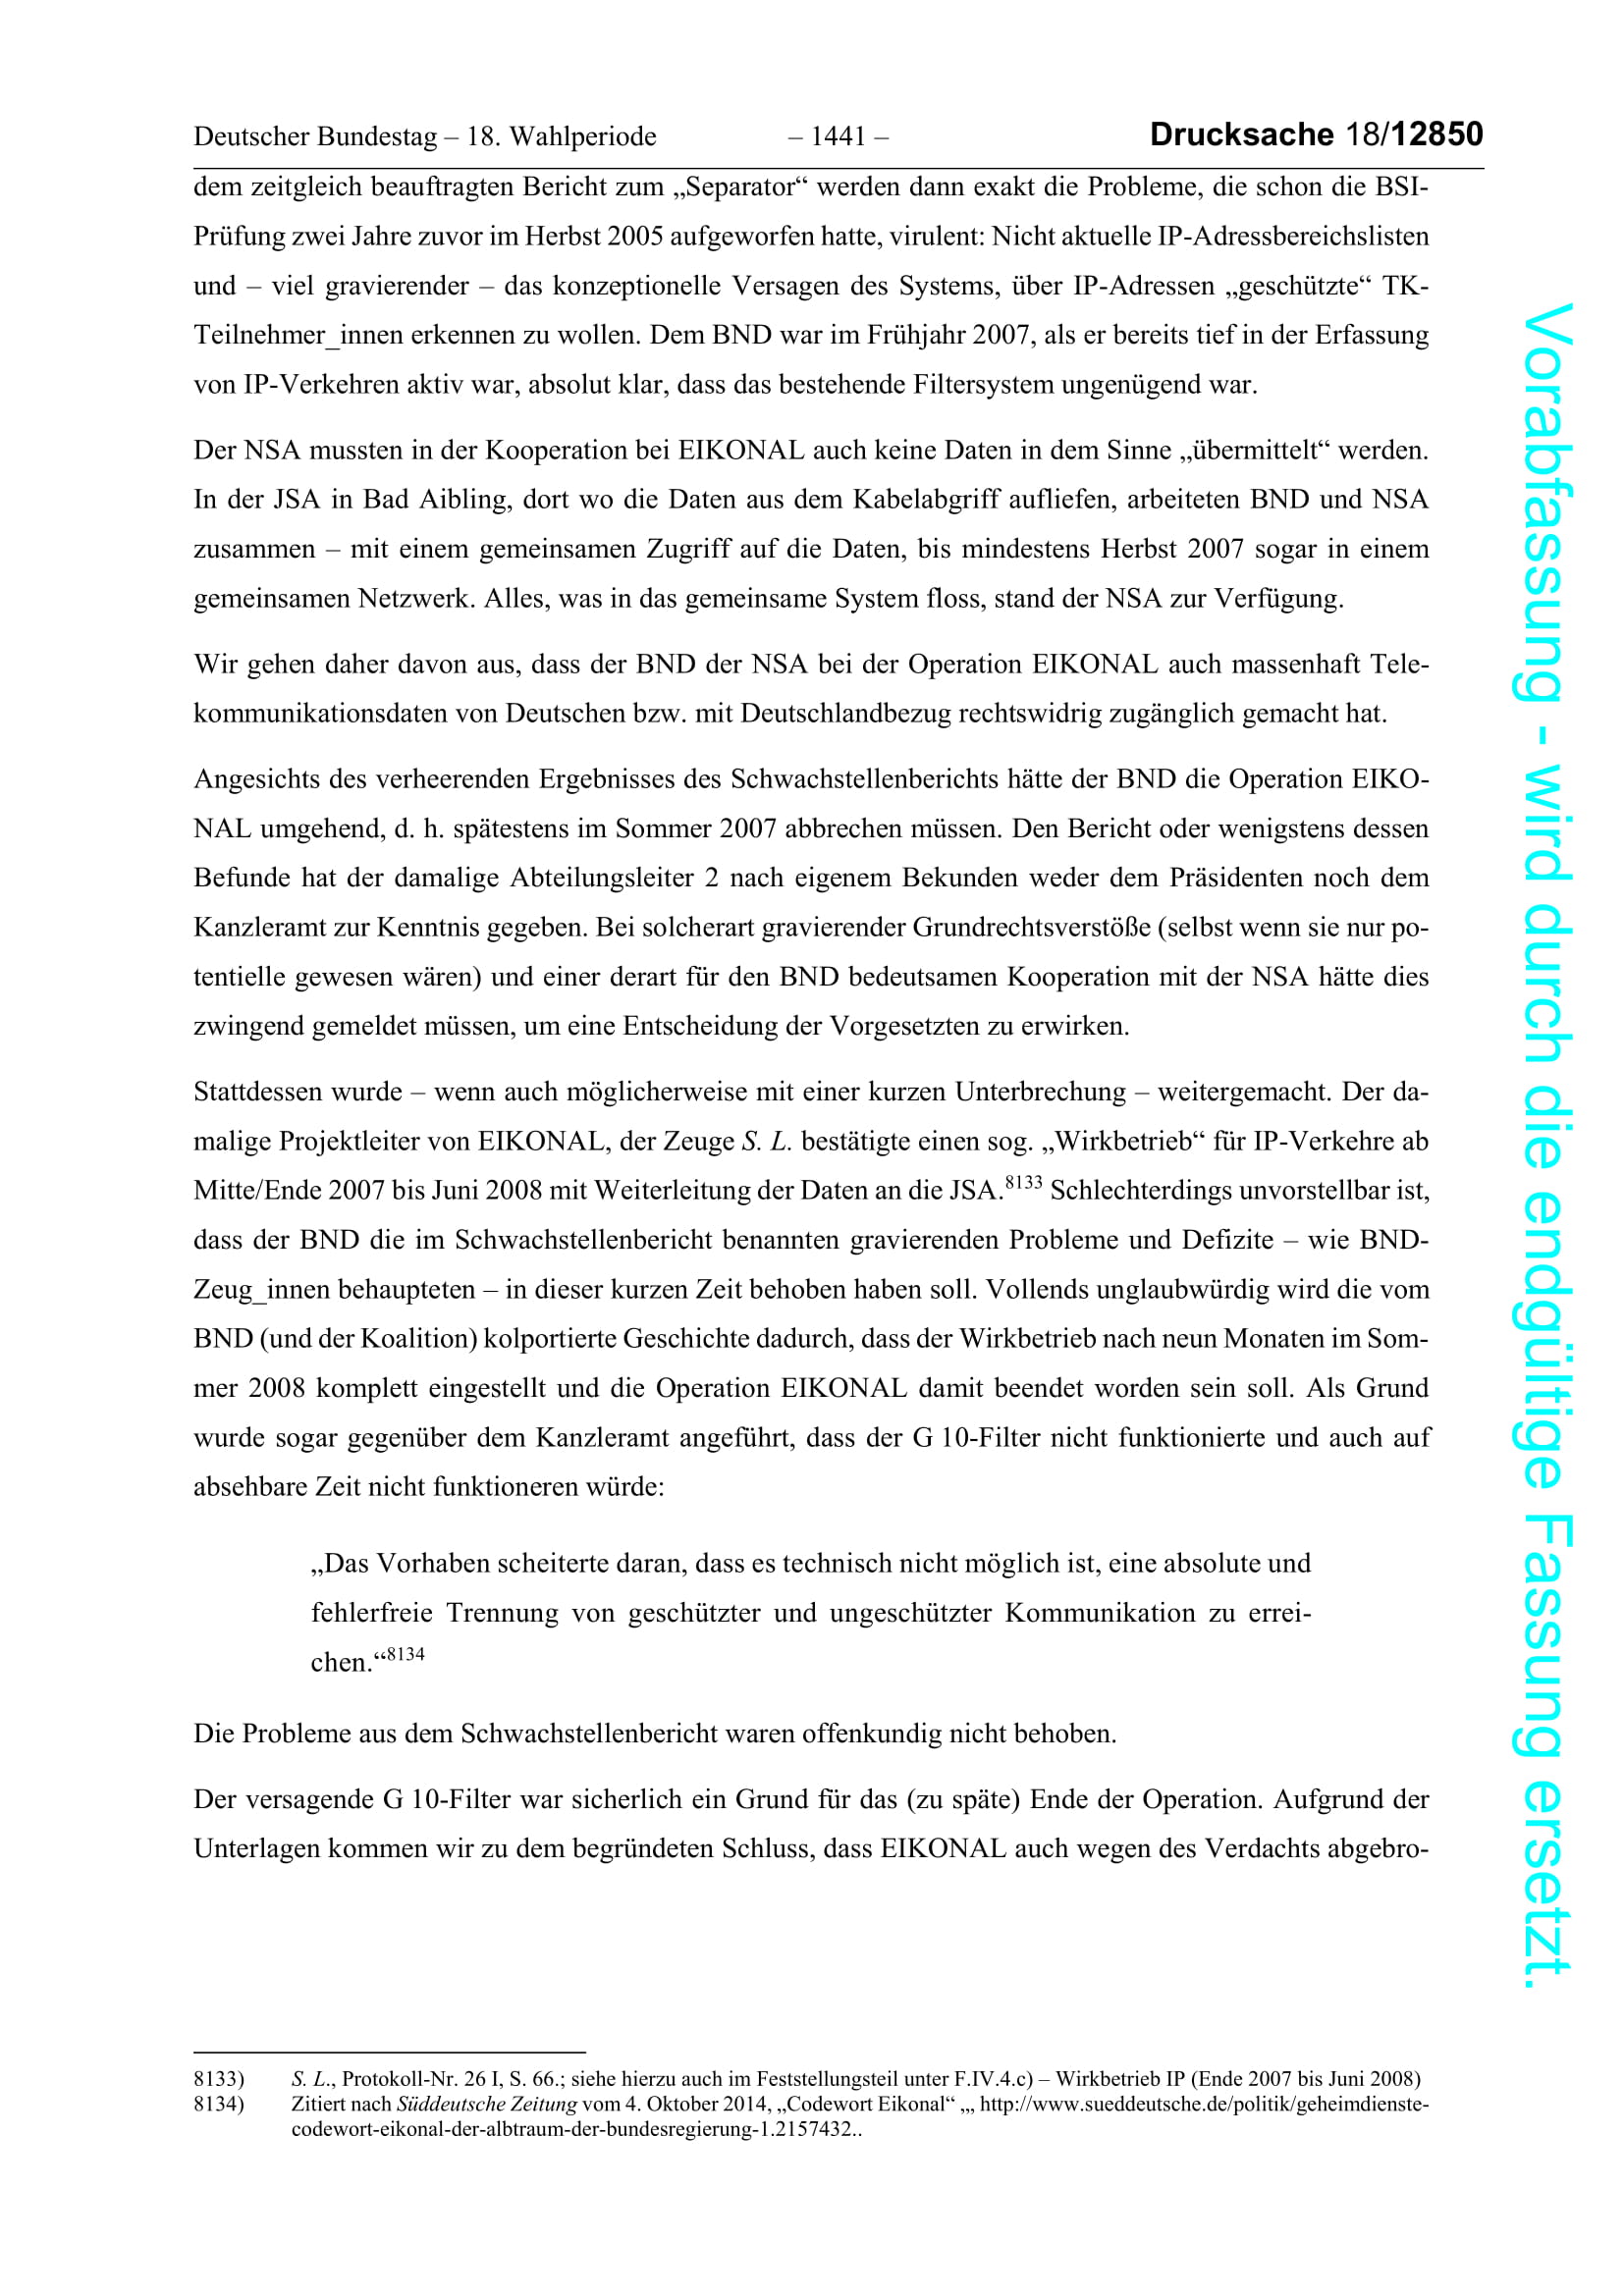 Deutscher Bundestag – 18. Wahlperiode – 1441 – Drucksache 18/12850
dem zeitgleich beauftragten Bericht zum „Separator“ werden dann exakt die Probleme, die schon die BSI-
Prüfung zwei Jahre zuvor im Herbst 2005 aufgeworfen hatte, virulent: Nicht aktuelle IP-Adressbereichslisten
und – viel gravierender – das konzeptionelle Versagen des Systems, über IP-Adressen „geschützte“ TK-
Teilnehmer_innen erkennen zu wollen. Dem BND war im Frühjahr 2007, als er bereits tief in der Erfassung
von IP-Verkehren aktiv war, absolut klar, dass das bestehende Filtersystem ungenügend war.
Der NSA mussten in der Kooperation bei EIKONAL auch keine Daten in dem Sinne „übermittelt“ werden.
In der JSA in Bad Aibling, dort wo die Daten aus dem Kabelabgriff aufliefen, arbeiteten BND und NSA
zusammen – mit einem gemeinsamen Zugriff auf die Daten, bis mindestens Herbst 2007 sogar in einem
gemeinsamen Netzwerk. Alles, was in das gemeinsame System floss, stand der NSA zur Verfügung.
Wir gehen daher davon aus, dass der BND der NSA bei der Operation EIKONAL auch massenhaft Tele-
kommunikationsdaten von Deutschen bzw. mit Deutschlandbezug rechtswidrig zugänglich gemacht hat.
Angesichts des verheerenden Ergebnisses des Schwachstellenberichts hätte der BND die Operation EIKO-
NAL umgehend, d. h. spätestens im Sommer 2007 abbrechen müssen. Den Bericht oder wenigstens dessen
Befunde hat der damalige Abteilungsleiter 2 nach eigenem Bekunden weder dem Präsidenten noch dem
Kanzleramt zur Kenntnis gegeben. Bei solcherart gravierender Grundrechtsverstöße (selbst wenn sie nur po-
tentielle gewesen wären) und einer derart für den BND bedeutsamen Kooperation mit der NSA hätte dies
zwingend gemeldet müssen, um eine Entscheidung der Vorgesetzten zu erwirken.
Stattdessen wurde – wenn auch möglicherweise mit einer kurzen Unterbrechung – weitergemacht. Der da-
malige Projektleiter von EIKONAL, der Zeuge S. L. bestätigte einen sog. „Wirkbetrieb“ für IP-Verkehre ab
Mitte/Ende 2007 bis Juni 2008 mit Weiterleitung der Daten an die JSA.8133 Schlechterdings unvorstellbar ist,
dass der BND die im Schwachstellenbericht benannten gravierenden Probleme und Defizite – wie BND-
Zeug_innen behaupteten – in dieser kurzen Zeit behoben haben soll. Vollends unglaubwürdig wird die vom
BND (und der Koalition) kolportierte Geschichte dadurch, dass der Wirkbetrieb nach neun Monaten im Som-
mer 2008 komplett eingestellt und die Operation EIKONAL damit beendet worden sein soll. Als Grund
wurde sogar gegenüber dem Kanzleramt angeführt, dass der G 10-Filter nicht funktionierte und auch auf
absehbare Zeit nicht funktioneren würde:
„Das Vorhaben scheiterte daran, dass es technisch nicht möglich ist, eine absolute und
fehlerfreie Trennung von geschützter und ungeschützter Kommunikation zu errei-
chen.“8134
Die Probleme aus dem Schwachstellenbericht waren offenkundig nicht behoben.
Der versagende G 10-Filter war sicherlich ein Grund für das (zu späte) Ende der Operation. Aufgrund der
Unterlagen kommen wir zu dem begründeten Schluss, dass EIKONAL auch wegen des Verdachts abgebro-
8133) S. L., Protokoll-Nr. 26 I, S. 66.; siehe hierzu auch im Feststellungsteil unter F.IV.4.c) – Wirkbetrieb IP (Ende 2007 bis Juni 2008)
8134) Zitiert nach Süddeutsche Zeitung vom 4. Oktober 2014, „Codewort Eikonal“ „, http://www.sueddeutsche.de/politik/geheimdienste-
codewort-eikonal-der-albtraum-der-bundesregierung-1.2157432..
Vorabfassung - wird durch die endgültige Fassung ersetzt.